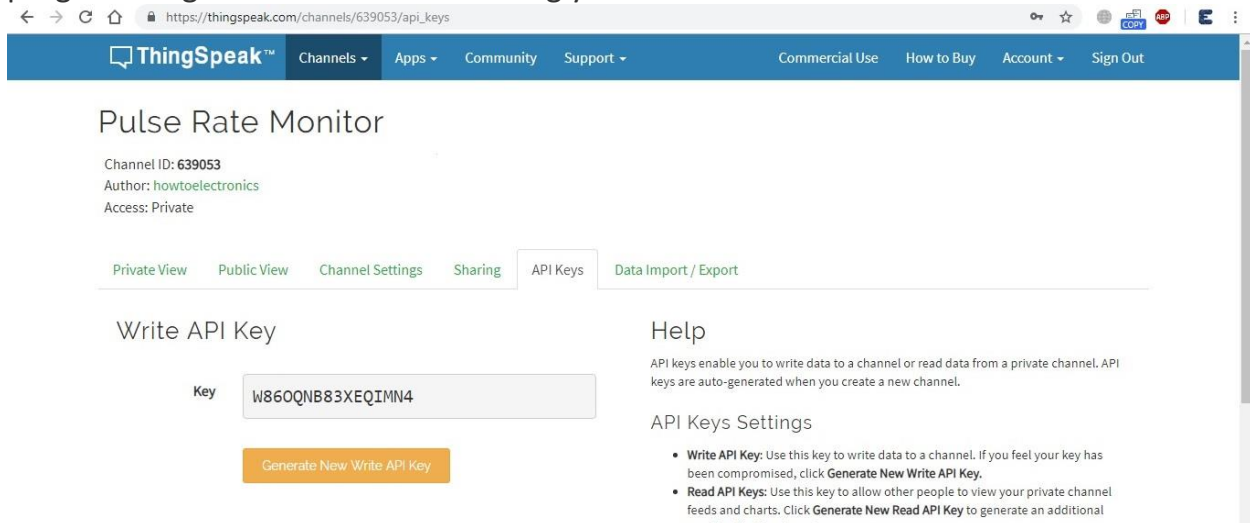 https://thingspeak.com/channels/639053/api_keys
COPY
ABP
E
ThingSpeak™ Channels Apps Community Support Commercial Use How to Buy Account Sign Out
Pulse Rate Monitor
Channel ID: 639053
Author: howtoelectronics
Access: Private
Private View Public View Channel Settings Sharing API Keys Data Import / Export
Write API Key
Key
W86OQNB83XEQIMN4
Generate New Write API Key
Help
API keys enable you to write data to a channel or read data from a private channel. API
keys are auto-generated when you create a new channel.
API Keys Settings
• Write API Key: Use this key to write data to a channel. If you feel your key has
been compromised, click Generate New Write API Key.
• Read API Keys: Use this key to allow other people to view your private channel
feeds and charts. Click Generate New Read API Key to generate an additional